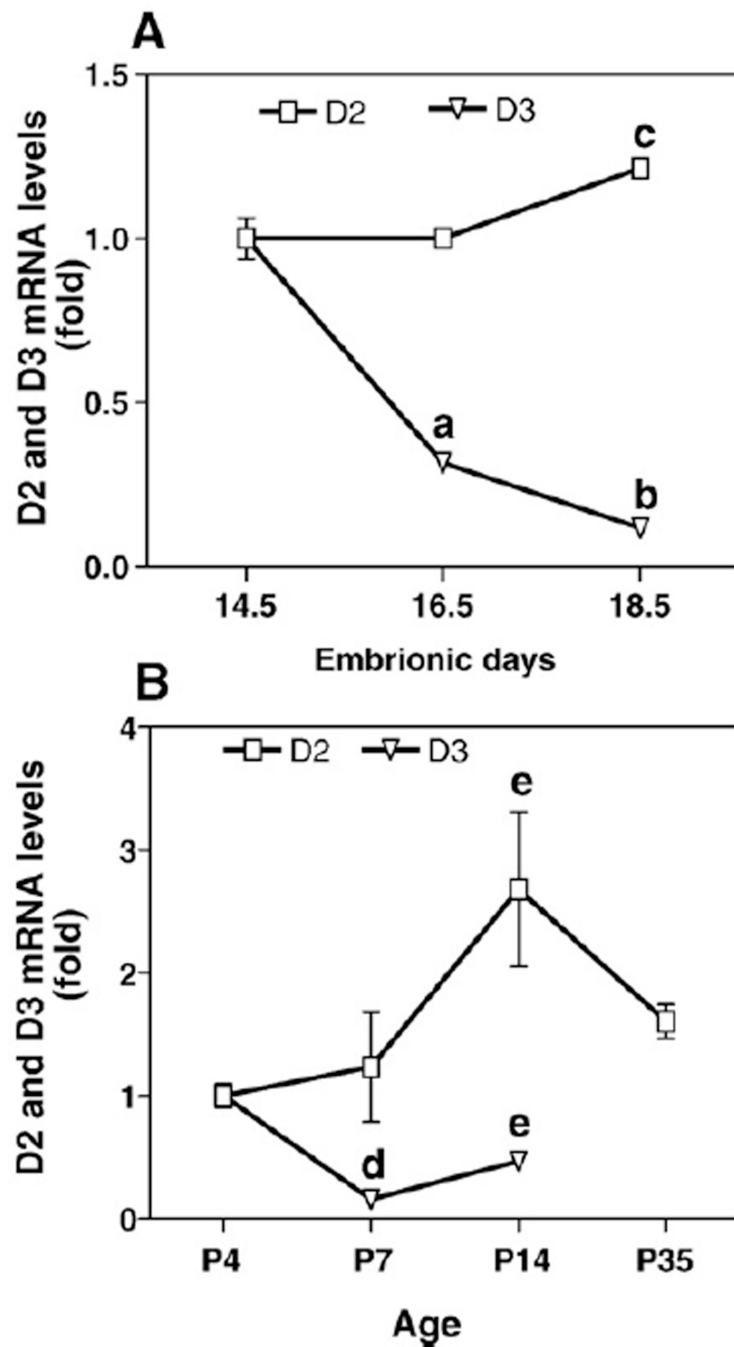 A
D2 and D3 mRNA levels
(fold)
1.5
1.0
0.5
0.0
D2 D3
c
a
b
14.5 16.5 18.5
Embrionic days
B
D2 and D3 mRNA levels
(fold)
4
3
2
1
0
D2 D3
e
e
d
P4 P7 P14 P35
Age